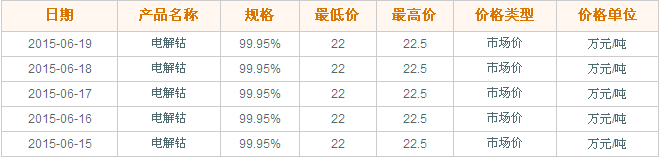 日期 产品名称 规格 最低价 最高价 价格类型 价格单位
2015-06-19 电解钴 99.95% 22 22.5 市场价 万元/吨
2015-06-18 电解钴 99.95% 22 22.5 市场价 万元/吨
2015-06-17 电解钴 99.95% 22 22.5 市场价 万元/吨
2015-06-16 电解钴 99.95% 22 22.5 市场价 万元/吨
2015-06-15 电解钴 99.95% 22 22.5 市场价 万元/吨